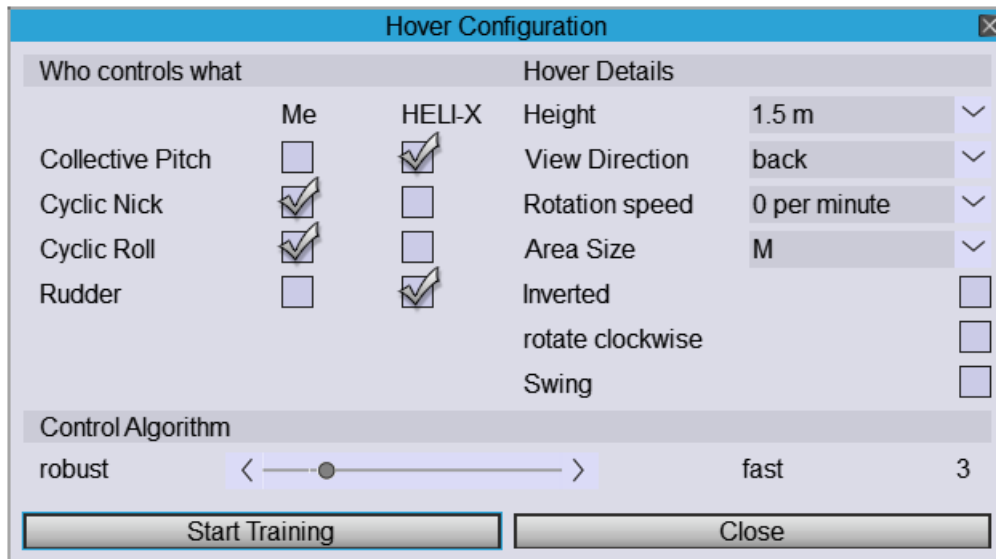 Hover Configuration
Who controls what
Hover Details
Me HELI-X
Height 1.5 m
Collective Pitch
View Direction back
Cyclic Nick
Rotation speed 0 per minute
Cyclic Roll
Area Size M
Rudder
Inverted
rotate clockwise
Swing
Control Algorithm
robust fast 3
Start Training
Close